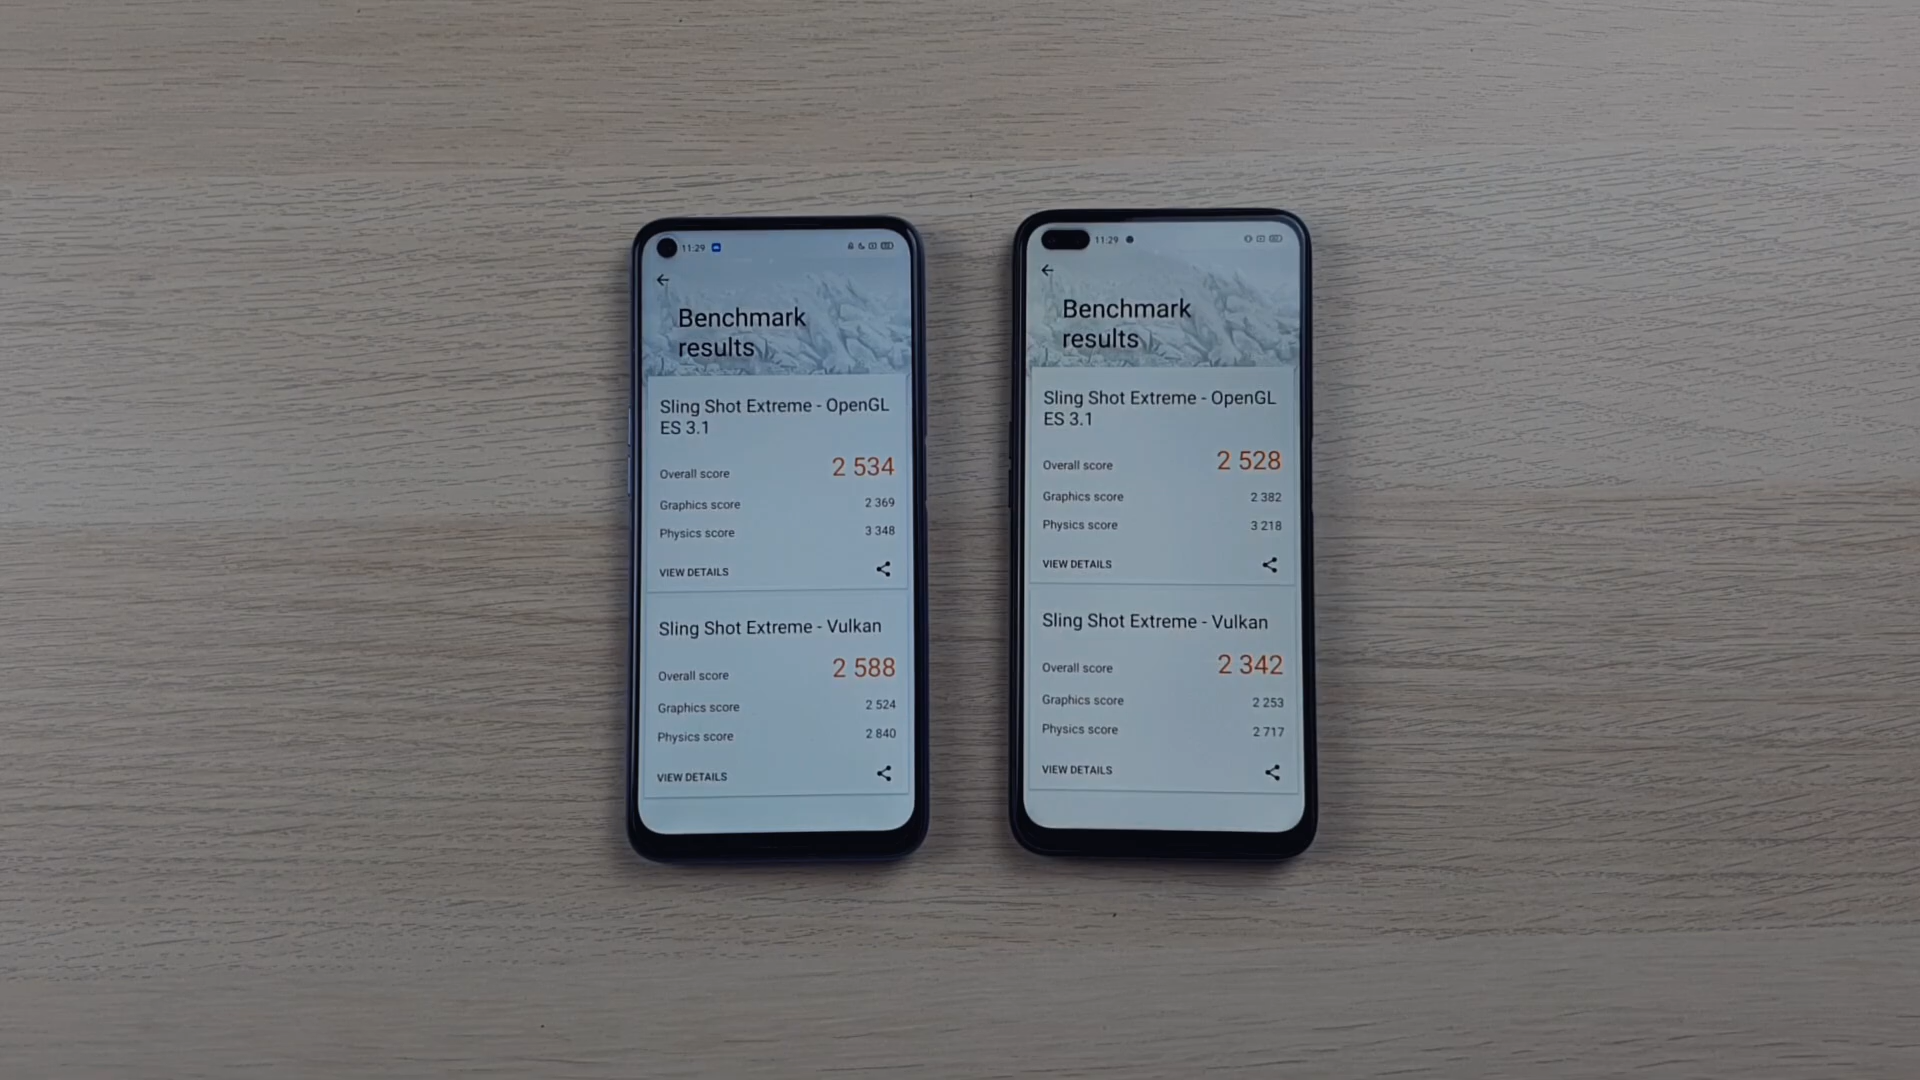 11:29
Benchmark
results
Sling Shot Extreme - OpenGL
ES 3.1
Overall score 2 534
Graphics score 2 369
Physics score 3 348
VIEW DETAILS
Sling Shot Extreme - Vulkan
Overall score 2 588
Graphics score 2 524
Physics score 2 840
VIEW DETAILS
11:29
Benchmark
results
Sling Shot Extreme - OpenGL
ES 3.1
Overall score 2 528
Graphics score 2 382
Physics score 3 218
VIEW DETAILS
Sling Shot Extreme - Vulkan
Overall score 2 342
Graphics score 2 253
Physics score 2 717
VIEW DETAILS